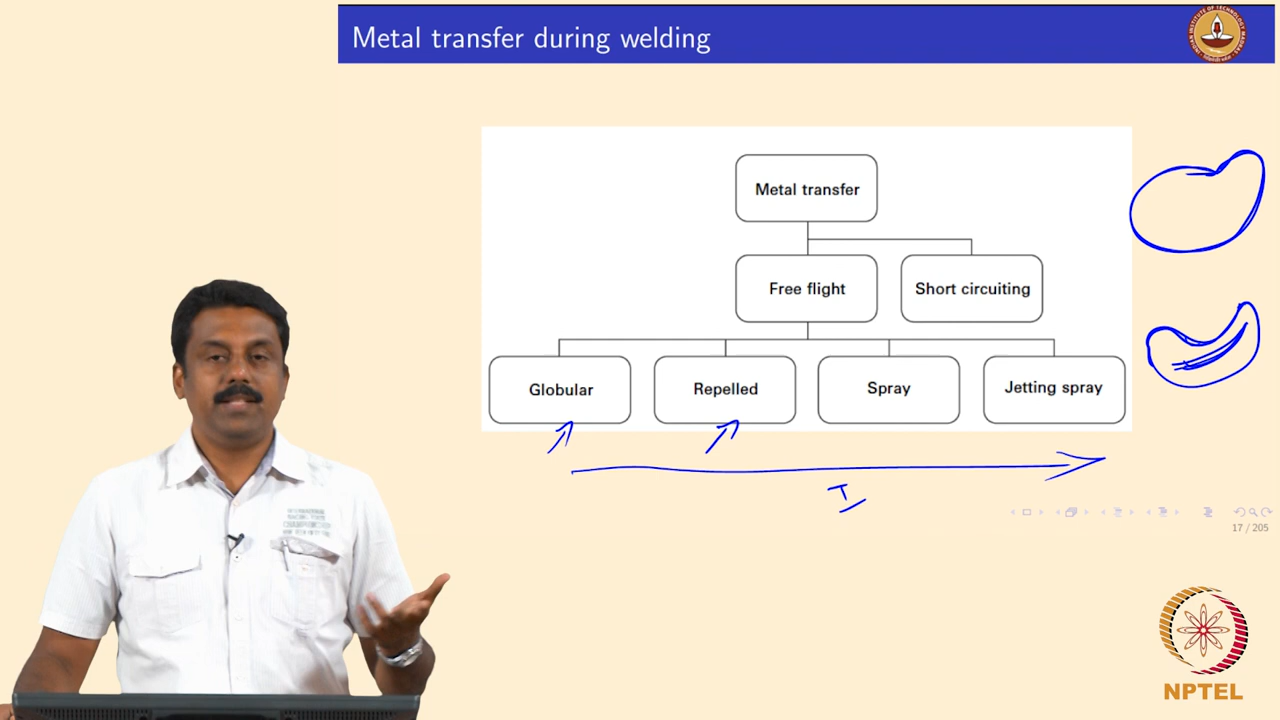 Metal transfer during welding
Metal transfer
Free flight
Short circuiting
Globular
Repelled
Spray
Jetting spray
I
17 / 205
NPTEL